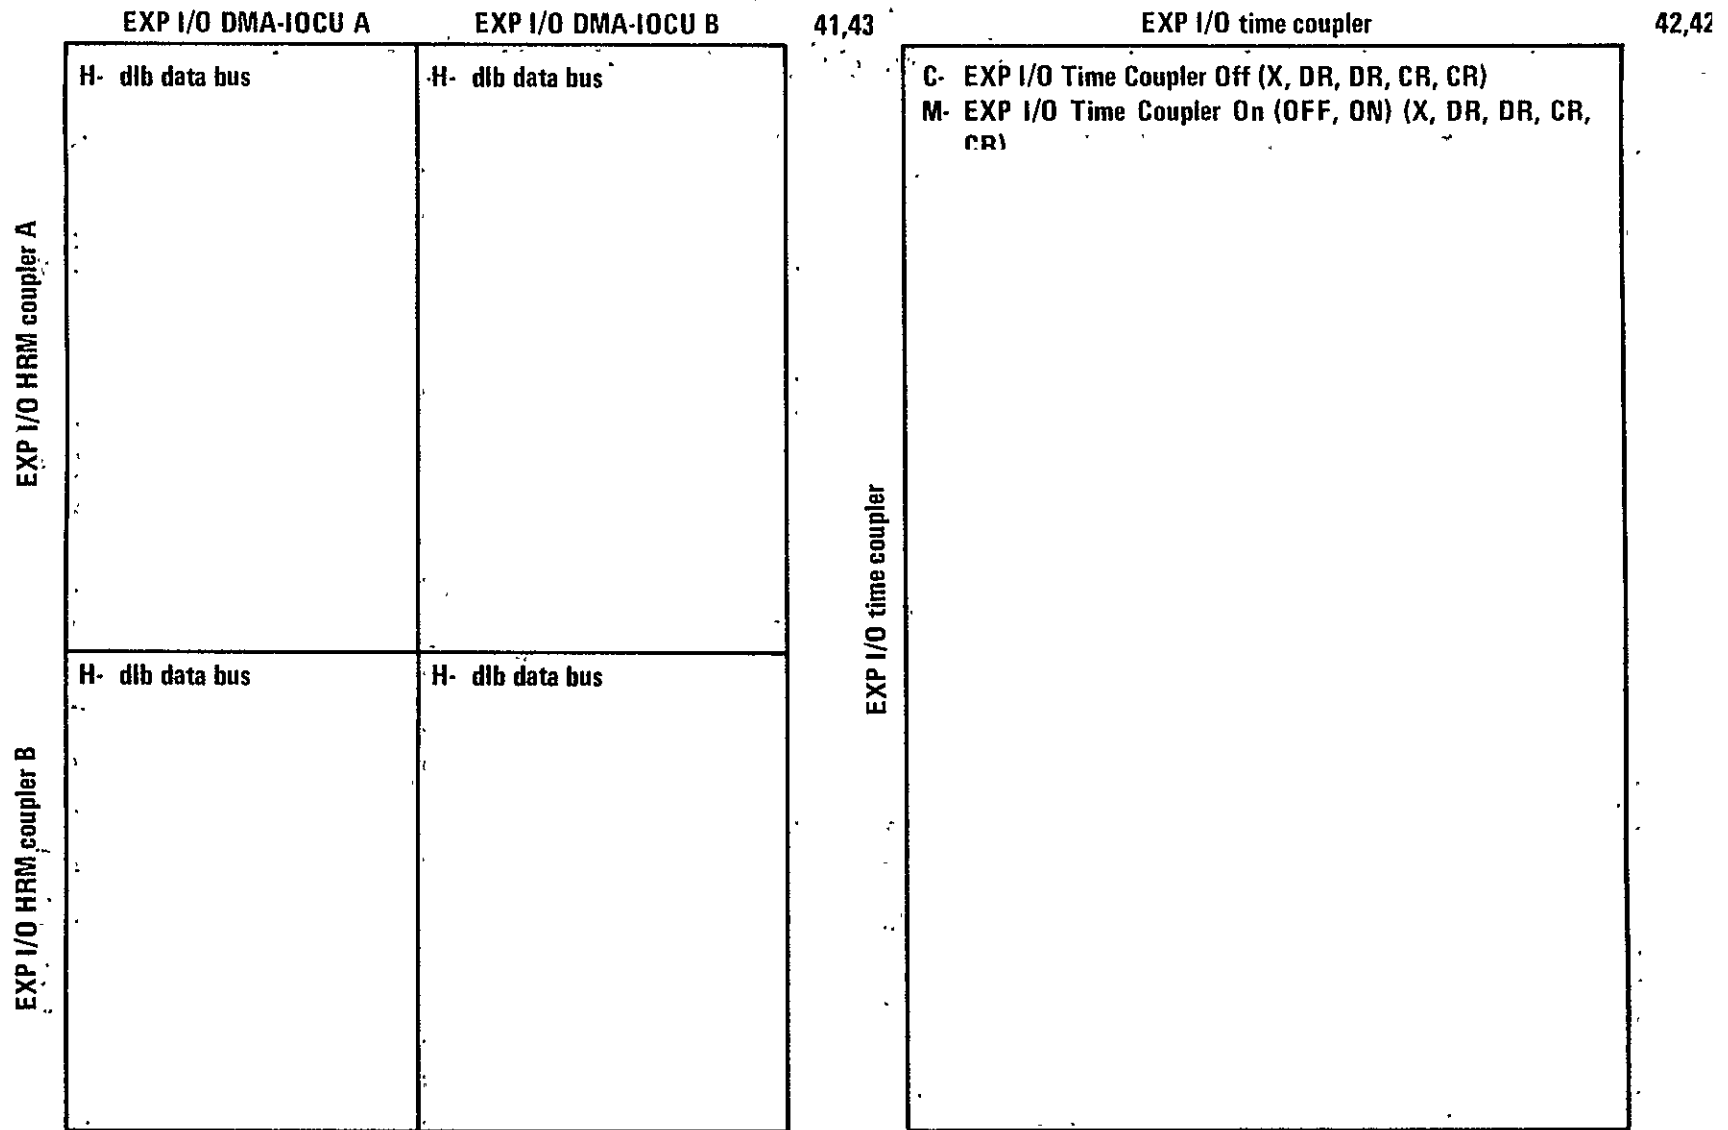 EXP I/O DMA-IOCU A
EXP I/O DMA-IOCU B
41,43
EXP I/O HRM coupler A
H- dlb data bus
H- dlb data bus
EXP I/O HRM coupler B
H- dlb data bus
H- dlb data bus
EXP I/O time coupler
42,42
EXP I/O time coupler
C- EXP I/O Time Coupler Off (X, DR, DR, CR, CR)
M- EXP I/O Time Coupler On (OFF, ON) (X, DR, DR, CR,
CR)